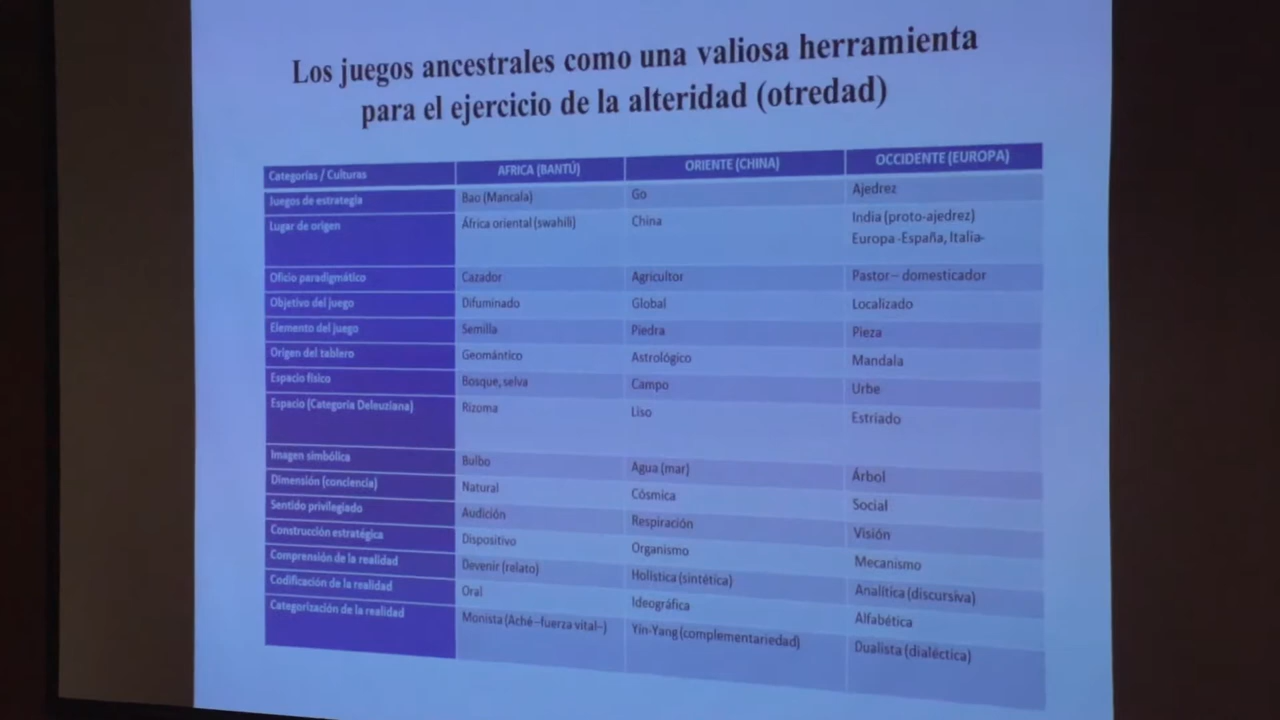 Los juegos ancestrales como una valiosa herramienta
para el ejercicio de la alteridad (otredad)
Categorías / Culturas AFRICA (BANTÚ) ORIENTE (CHINA) OCCIDENTE (EUROPA)
Juegos de estrategia Bao (Mancala) Go Ajedrez
Lugar de origen África oriental (swahili) China India (proto-ajedrez)
Europa -España, Italia-
Oficio paradigmático Cazador Agricultor Pastor – domesticador
Objetivo del juego Difuminado Global Localizado
Elemento del juego Semilla Piedra Pieza
Origen del tablero Geomántico Astrológico Mandala
Espacio físico Bosque, selva Campo Urbe
Espacio (Categoría Deleuziana) Rizoma Liso Estriado
Imagen simbólica Bulbo Agua (mar) Árbol
Dimensión (conciencia) Natural Cósmica Social
Sentido privilegiado Audición Respiración Visión
Construcción estratégica Dispositivo Organismo Mecanismo
Comprensión de la realidad Devenir (relato) Holística (sintética) Analítica (discursiva)
Codificación de la realidad Oral Ideográfica Alfabética
Categorización de la realidad Monista (Aché –fuerza vital–) Yin-Yang (complementariedad) Dualista (dialéctica)